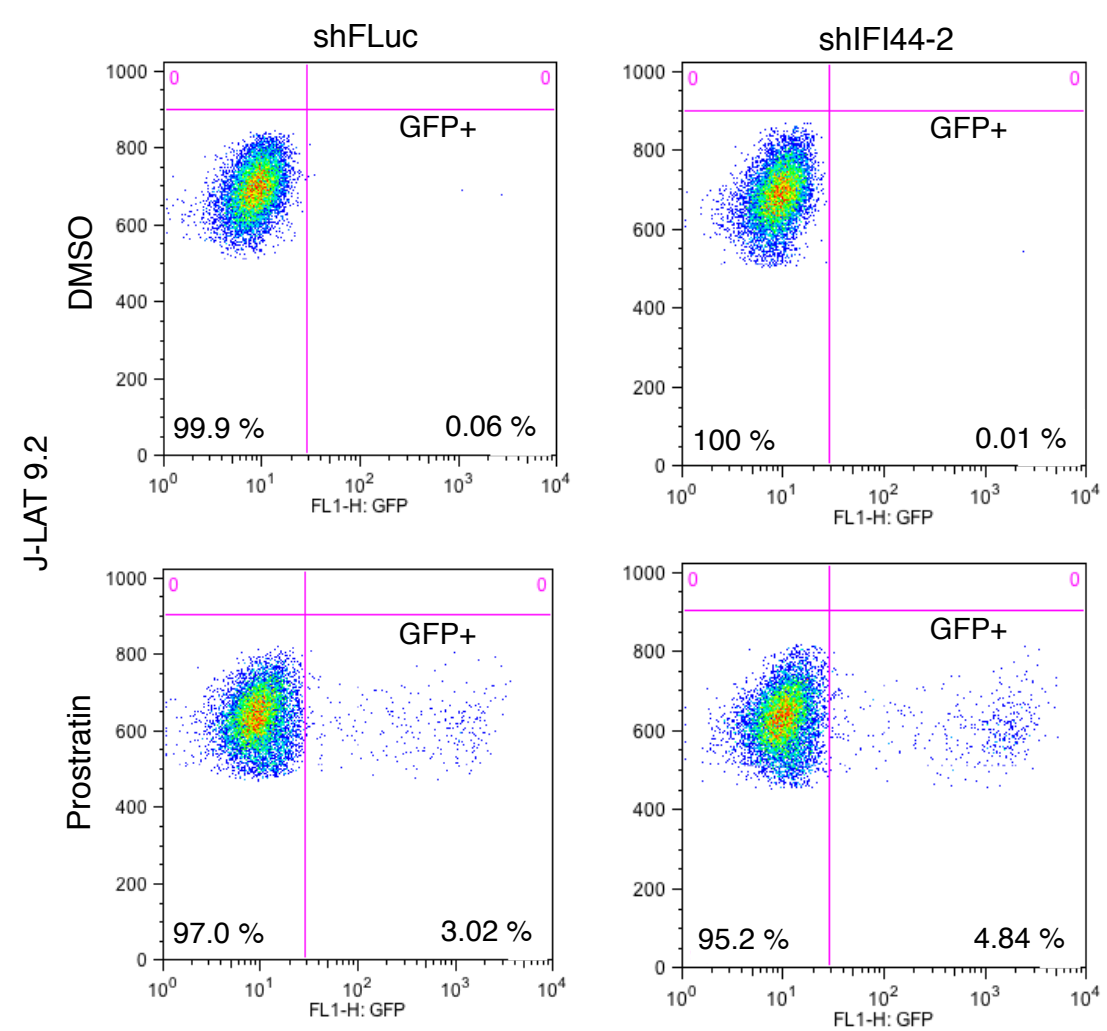 shFLuc
shIFI44-2
J-LAT 9.2
DMSO
1000
800
600
400
200
0
0 0
GFP+
99.9 % 0.06 %
10^0 10^1 10^2 10^3 10^4
FL1-H: GFP
1000
800
600
400
200
0
0 0
GFP+
100 % 0.01 %
10^0 10^1 10^2 10^3 10^4
FL1-H: GFP
Prostratin
1000
800
600
400
200
0
0 0
GFP+
97.0 % 3.02 %
10^0 10^1 10^2 10^3 10^4
FL1-H: GFP
1000
800
600
400
200
0
0 0
GFP+
95.2 % 4.84 %
10^0 10^1 10^2 10^3 10^4
FL1-H: GFP